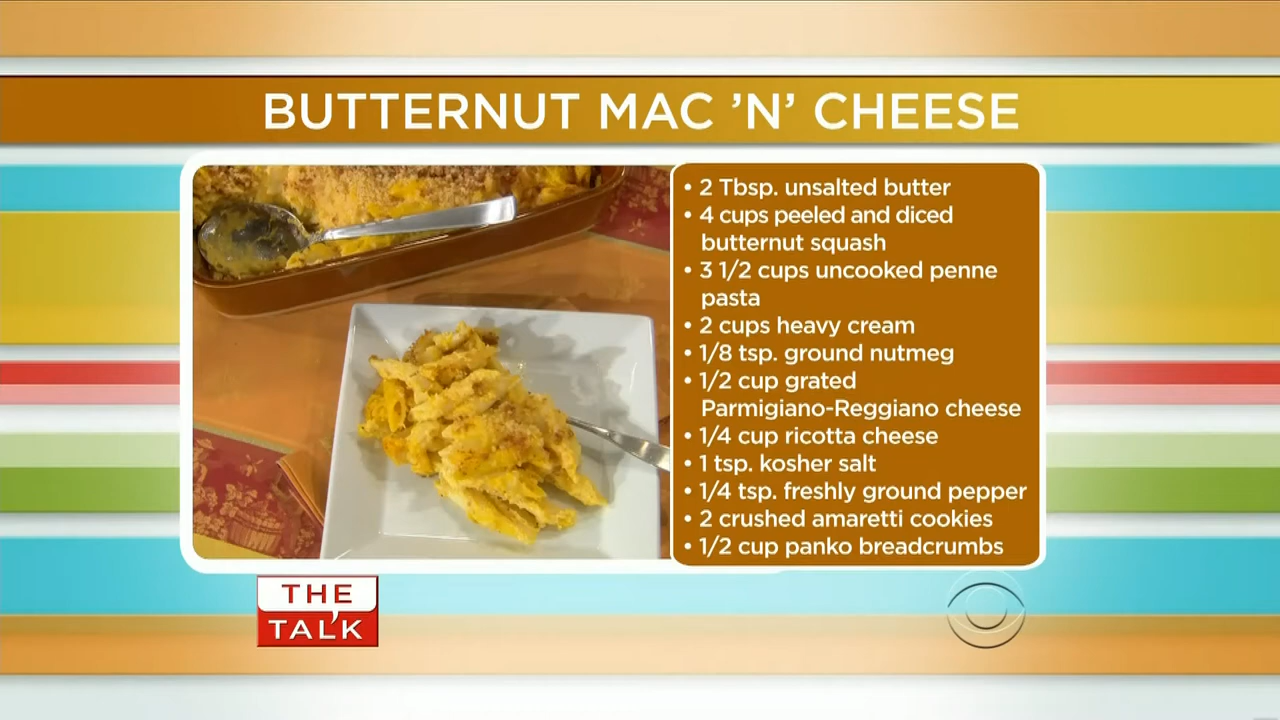 BUTTERNUT MAC ’N’ CHEESE
• 2 Tbsp. unsalted butter
• 4 cups peeled and diced
butternut squash
• 3 1/2 cups uncooked penne
pasta
• 2 cups heavy cream
• 1/8 tsp. ground nutmeg
• 1/2 cup grated
Parmigiano-Reggiano cheese
• 1/4 cup ricotta cheese
• 1 tsp. kosher salt
• 1/4 tsp. freshly ground pepper
• 2 crushed amaretti cookies
• 1/2 cup panko breadcrumbs
THE
TALK